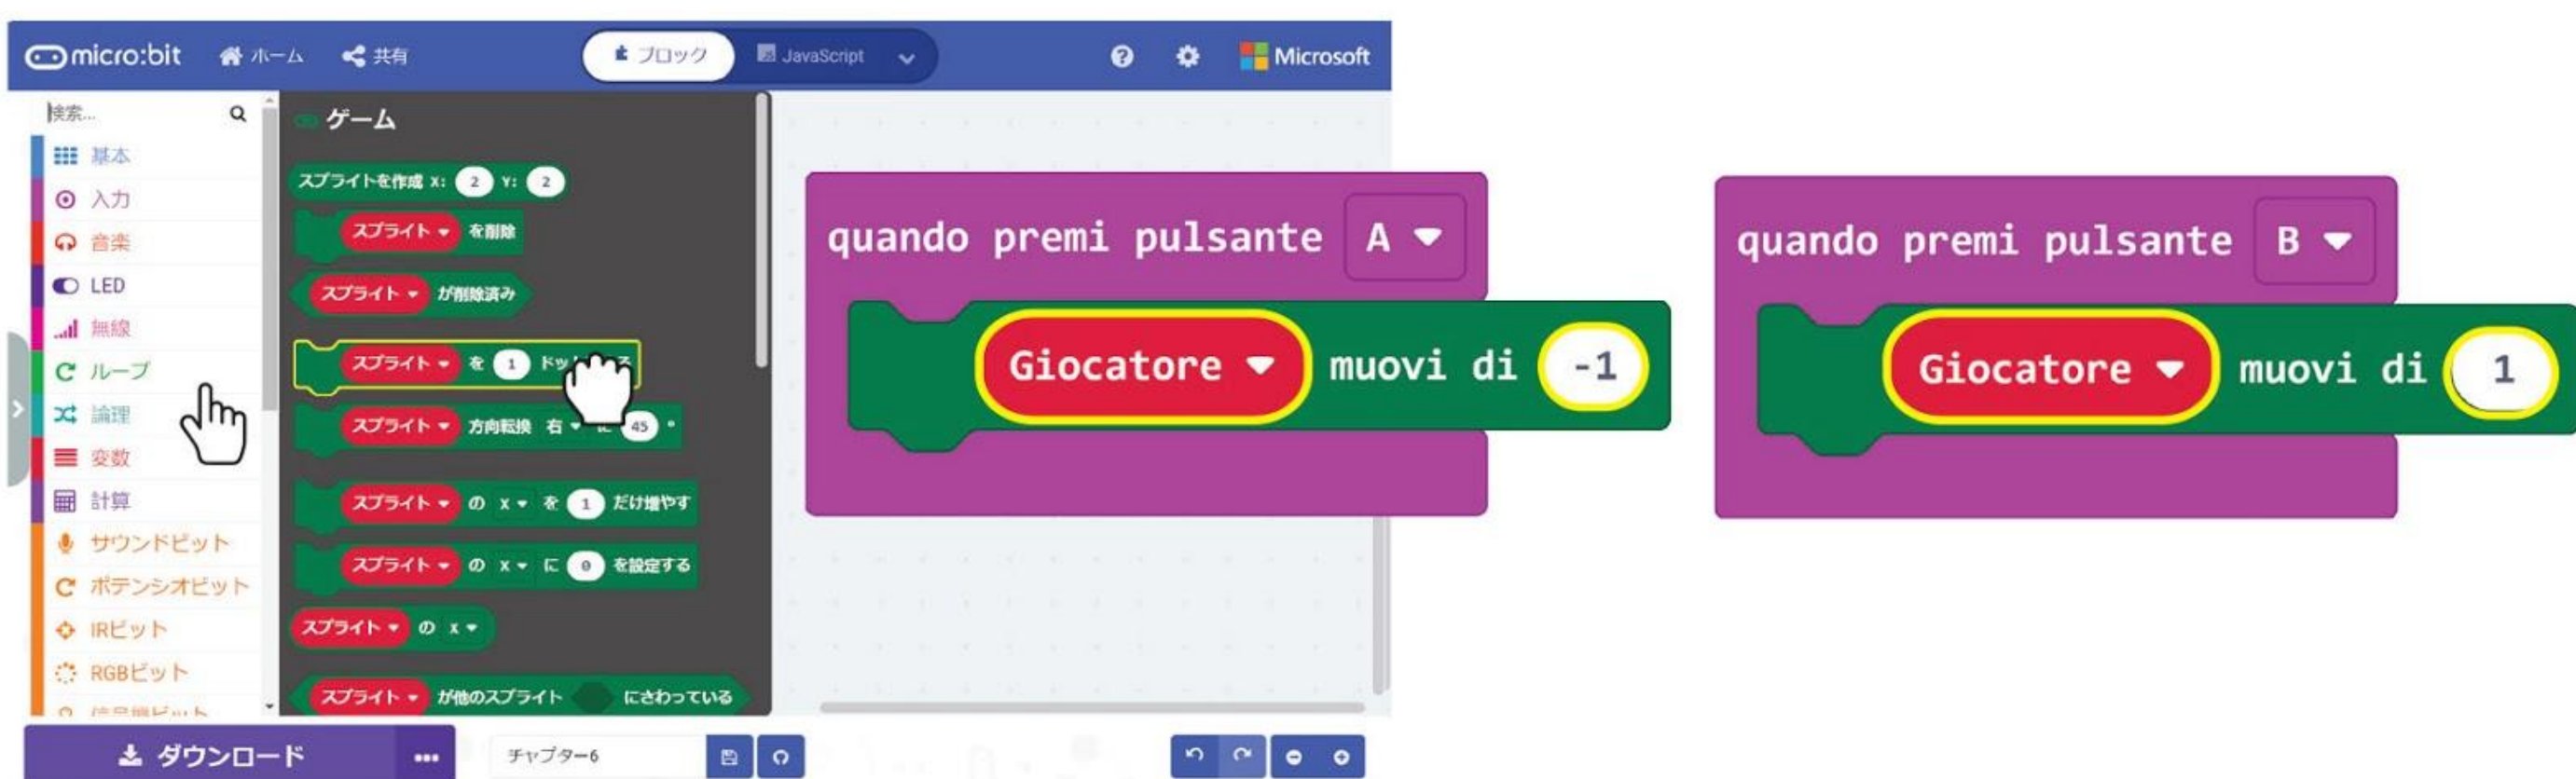 micro:bit ホーム 共有 ブロック JavaScript Microsoft
検索...
基本
入力
音楽
LED
無線
ループ
論理
変数
計算
サウンドビット
ポテンシオビット
IRビット
RGBビット
ゲーム
スプライトを作成 X: 2 Y: 2
スプライト を削除
スプライト が削除済み
スプライト を 1
スプライト 方向転換 右 に 45 °
スプライト の x を 1 だけ増やす
スプライト の x に 0 を設定する
スプライト の x
スプライト が他のスプライト にさわっている
quando premi pulsante A
Giocatore muovi di -1
quando premi pulsante B
Giocatore muovi di 1
ダウンロード ... チャプター6